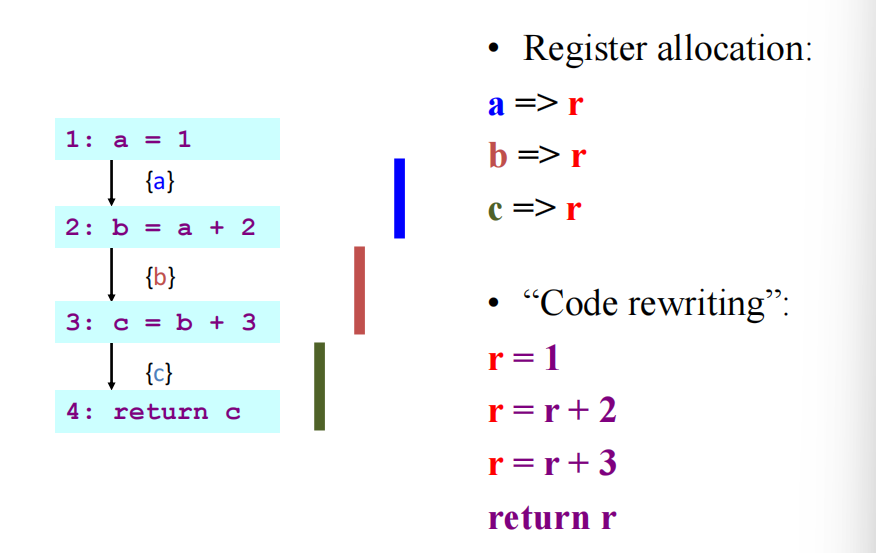 1: a = 1
{a}
2: b = a + 2
{b}
3: c = b + 3
{c}
4: return c
• Register allocation:
a => r
b => r
c => r
• “Code rewriting”:
r = 1
r = r + 2
r = r + 3
return r